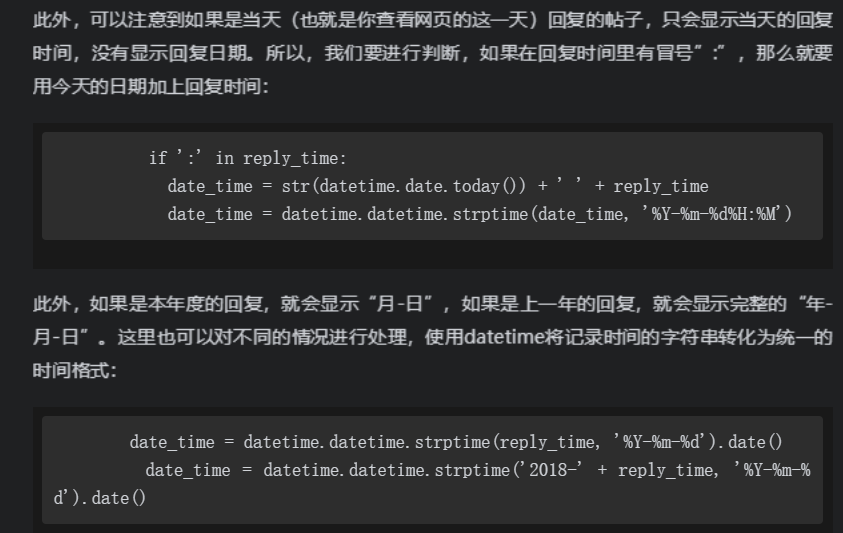 此外，可以注意到如果是当天（也就是你查看网页的这一天）回复的帖子，只会显示当天的回复
时间，没有显示回复日期。所以，我们要进行判断，如果在回复时间里有冒号”:”，那么就要
用今天的日期加上回复时间：
if ':' in reply_time:
date_time = str(datetime.date.today()) + ' ' + reply_time
date_time = datetime.datetime.strptime(date_time, '%Y-%m-%d%H:%M')
此外，如果是本年度的回复，就会显示“月-日”，如果是上一年的回复，就会显示完整的“年-
月-日”。这里也可以对不同的情况进行处理，使用datetime将记录时间的字符串转化为统一的
时间格式：
date_time = datetime.datetime.strptime(reply_time, '%Y-%m-%d').date()
date_time = datetime.datetime.strptime('2018-' + reply_time, '%Y-%m-%
d').date()